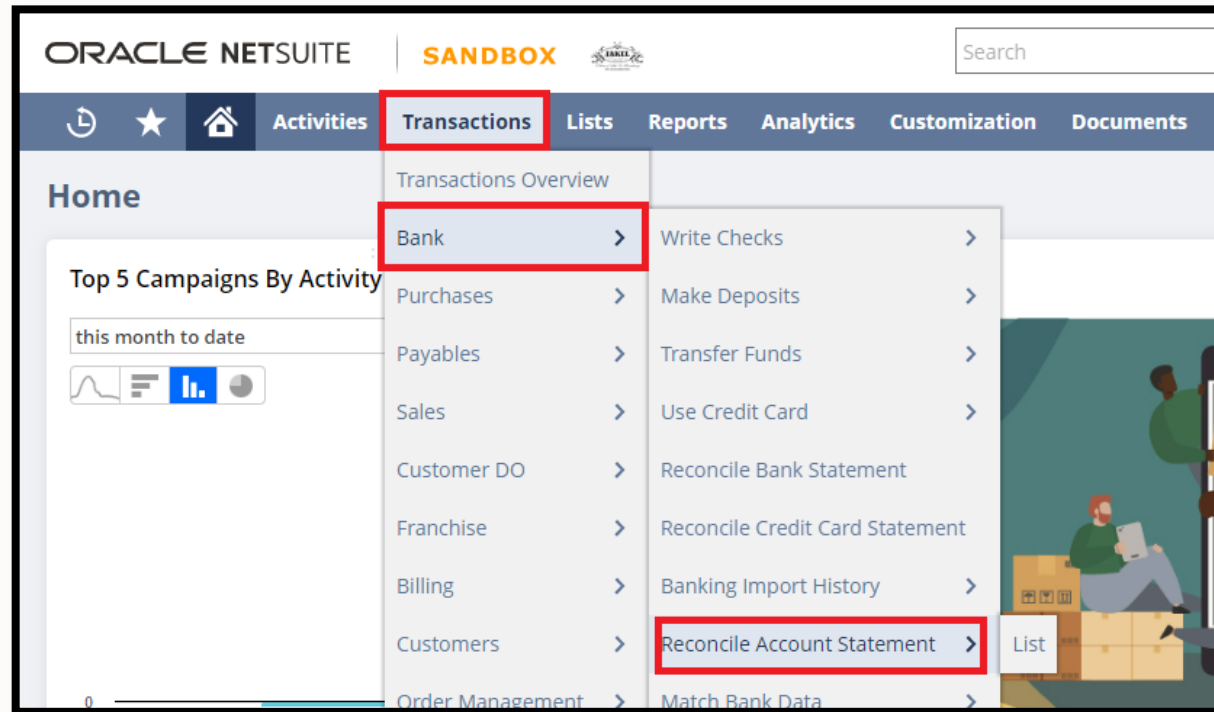 ORACLE NETSUITE SANDBOX Search
Activities Transactions Lists Reports Analytics Customization Documents
Home
Transactions Overview
Bank
Write Checks
Top 5 Campaigns By Activity
Purchases
Make Deposits
this month to date
Payables
Transfer Funds
Sales
Use Credit Card
Customer DO
Reconcile Bank Statement
Franchise
Reconcile Credit Card Statement
Billing
Banking Import History
Customers
Reconcile Account Statement
List
0
Order Management
Match Bank Data